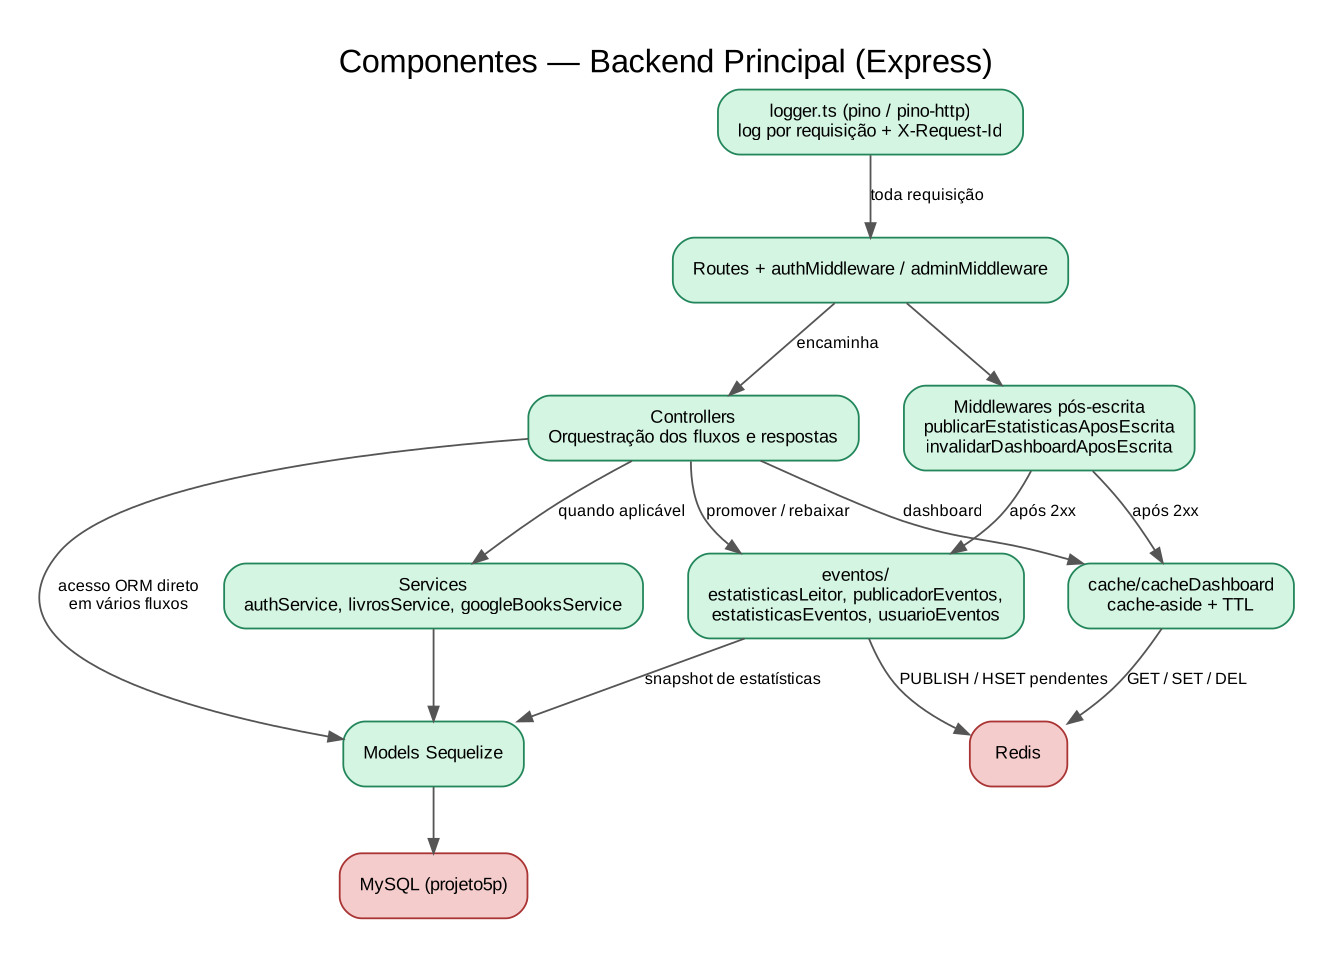 Componentes — Backend Principal (Express)
logger.ts (pino / pino-http)
log por requisição + X-Request-Id
toda requisição
Routes + authMiddleware / adminMiddleware
encaminha
Controllers
Orquestração dos fluxos e respostas
Middlewares pós-escrita
publicarEstatisticasAposEscrita
invalidarDashboardAposEscrita
quando aplicável
promover / rebaixar
dashboard
após 2xx
após 2xx
acesso ORM direto
em vários fluxos
Services
authService, livrosService, googleBooksService
eventos/
estatisticasLeitor, publicadorEventos,
estatisticasEventos, usuarioEventos
cache/cacheDashboard
cache-aside + TTL
snapshot de estatísticas
PUBLISH / HSET pendentes
GET / SET / DEL
Models Sequelize
Redis
MySQL (projeto5p)